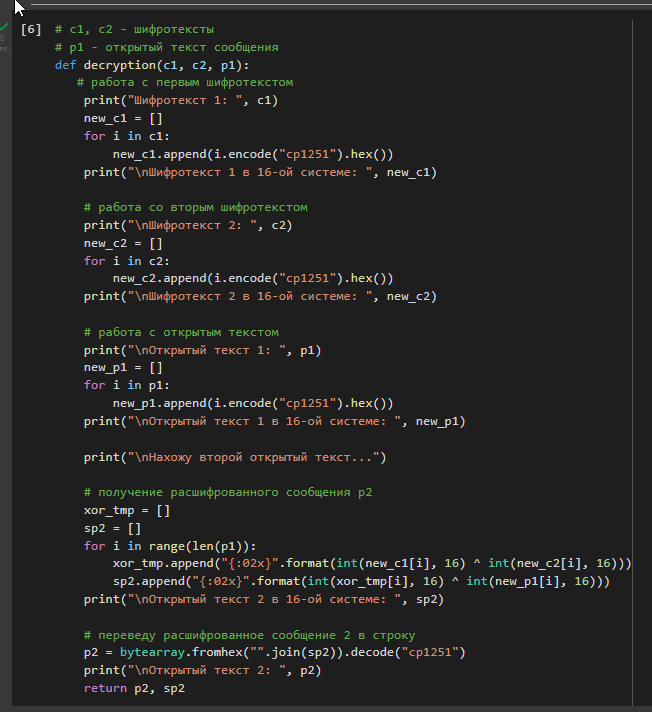 [6] # c1, c2 - шифротексты
# p1 - открытый текст сообщения
def decryption(c1, c2, p1):
   # работа с первым шифротекстом
    print("Шифротекст 1: ", c1)
    new_c1 = []
    for i in c1:
        new_c1.append(i.encode("cp1251").hex())
    print("\nШифротекст 1 в 16-ой системе: ", new_c1)

    # работа со вторым шифротекстом
    print("\nШифротекст 2: ", c2)
    new_c2 = []
    for i in c2:
        new_c2.append(i.encode("cp1251").hex())
    print("\nШифротекст 2 в 16-ой системе: ", new_c2)

    # работа с открытым текстом
    print("\nОткрытый текст 1: ", p1)
    new_p1 = []
    for i in p1:
        new_p1.append(i.encode("cp1251").hex())
    print("\nОткрытый текст 1 в 16-ой системе: ", new_p1)

    print("\nНахожу второй открытый текст...")

    # получение расшифрованного сообщения p2
    xor_tmp = []
    sp2 = []
    for i in range(len(p1)):
        xor_tmp.append("{:02x}".format(int(new_c1[i], 16) ^ int(new_c2[i], 16)))
        sp2.append("{:02x}".format(int(xor_tmp[i], 16) ^ int(new_p1[i], 16)))
    print("\nОткрытый текст 2 в 16-ой системе: ", sp2)

    # переведу расшифрованное сообщение 2 в строку
    p2 = bytearray.fromhex("".join(sp2)).decode("cp1251")
    print("\nОткрытый текст 2: ", p2)
    return p2, sp2